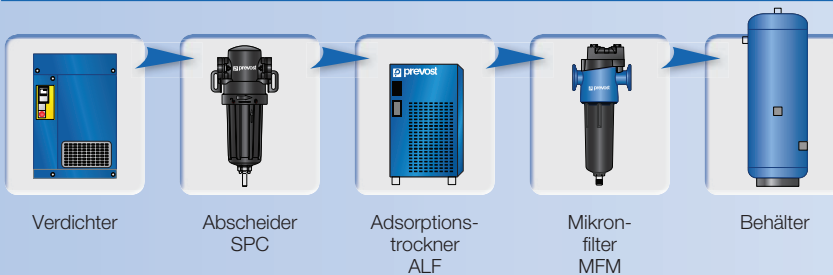 prevost
prevost
prevost
Verdichter
Abscheider
SPC
Adsorptions-
trockner
ALF
Mikron-
filter
MFM
Behälter